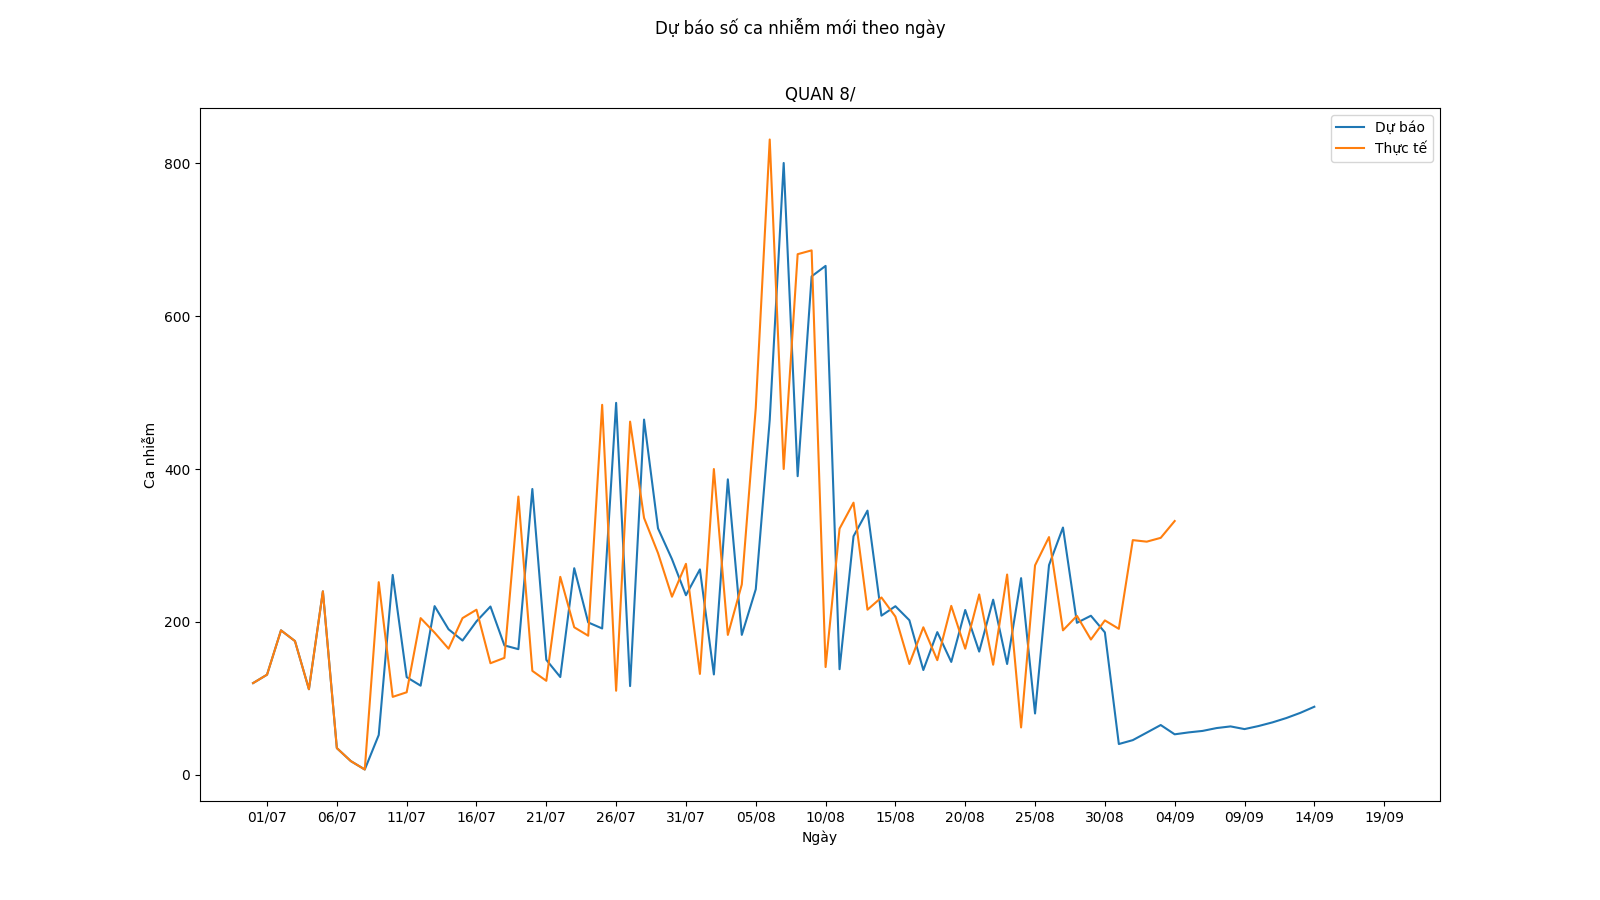 Dự báo số ca nhiễm mới theo ngày
QUAN 8/
Dự báo
Thực tế
800
600
400
200
0
Ca nhiễm
01/07 06/07 11/07 16/07 21/07 26/07 31/07 05/08 10/08 15/08 20/08 25/08 30/08 04/09 09/09 14/09 19/09
Ngày